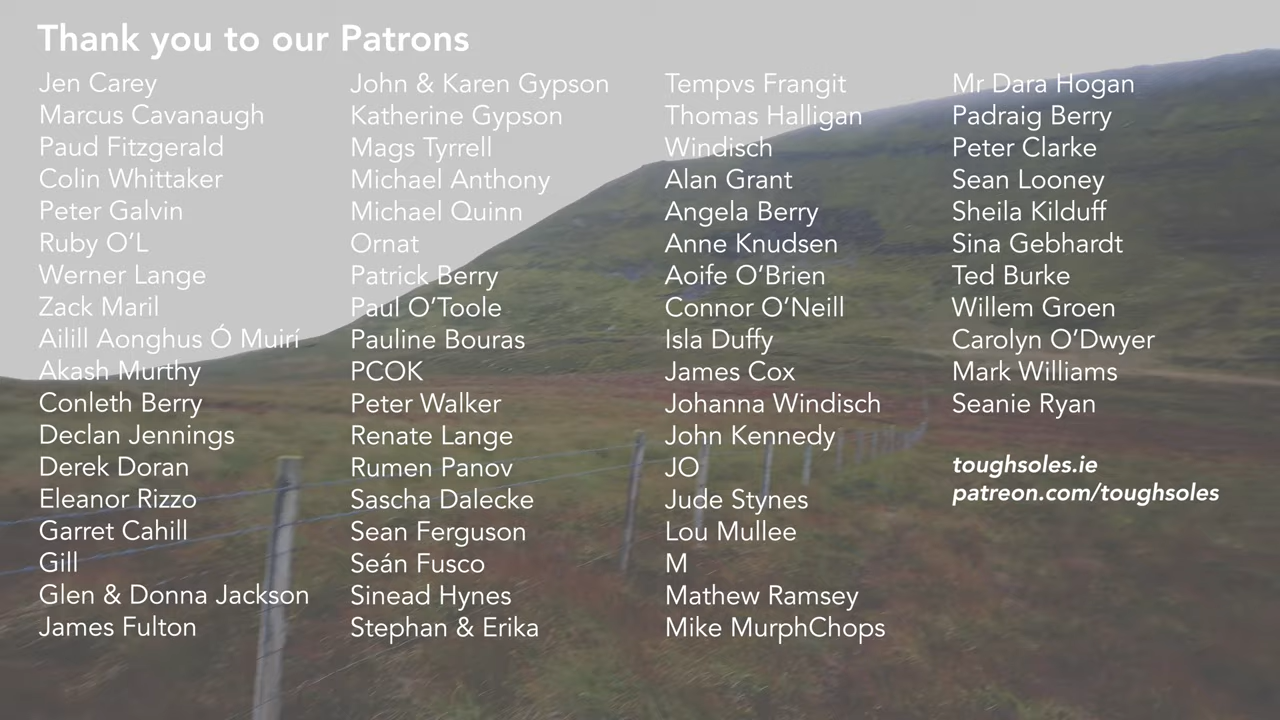 Thank you to our Patrons
Jen Carey
Marcus Cavanaugh
Paud Fitzgerald
Colin Whittaker
Peter Galvin
Ruby O'L
Werner Lange
Zack Maril
Ailill Aonghus Ó Muirí
Akash Murthy
Conleth Berry
Declan Jennings
Derek Doran
Eleanor Rizzo
Garret Cahill
Gill
Glen & Donna Jackson
James Fulton
John & Karen Gypson
Katherine Gypson
Mags Tyrrell
Michael Anthony
Michael Quinn
Ornat
Patrick Berry
Paul O'Toole
Pauline Bouras
PCOK
Peter Walker
Renate Lange
Rumen Panov
Sascha Dalecke
Sean Ferguson
Seán Fusco
Sinead Hynes
Stephan & Erika
Tempvs Frangit
Thomas Halligan
Windisch
Alan Grant
Angela Berry
Anne Knudsen
Aoife O'Brien
Connor O'Neill
Isla Duffy
James Cox
Johanna Windisch
John Kennedy
JO
Jude Stynes
Lou Mullee
M
Mathew Ramsey
Mike MurphChops
Mr Dara Hogan
Padraig Berry
Peter Clarke
Sean Looney
Sheila Kilduff
Sina Gebhardt
Ted Burke
Willem Groen
Carolyn O'Dwyer
Mark Williams
Seanie Ryan
toughsoles.ie
patreon.com/toughsoles